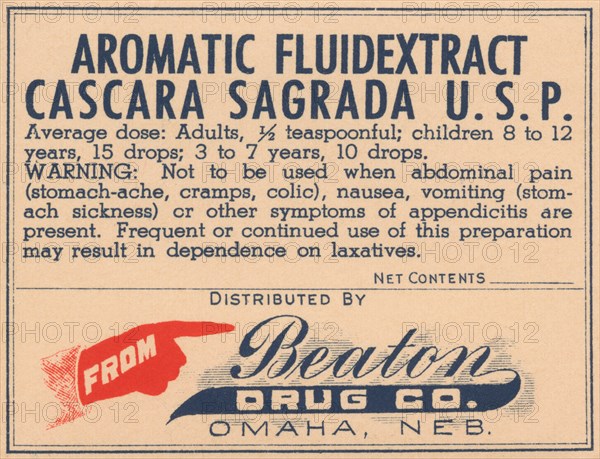 AROMATIC FLUIDEXTRACT
CASCARA SAGRADA U.S.P.
Average dose: Adults, ½ teaspoonful; children 8 to 12
years, 15 drops; 3 to 7 years, 10 drops.
WARNING: Not to be used when abdominal pain
(stomach-ache, cramps, colic), nausea, vomiting (stom-
ach sickness) or other symptoms of appendicitis are
present. Frequent or continued use of this preparation
may result in dependence on laxatives.
NET CONTENTS
DISTRIBUTED BY
FROM
Beaton
DRUG CO.
OMAHA, NEB.
PHOTO 12